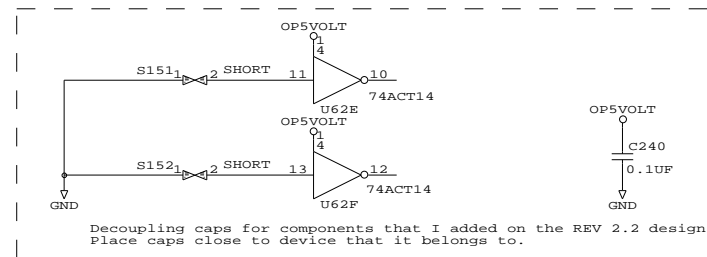 OP5VOLT
1
4
S151 1 2 SHORT 11 10
74ACT14
U62E
OP5VOLT
1
4
S152 1 2 SHORT 13 12
74ACT14
U62F
GND
OP5VOLT
C240
0.1UF
GND
Decoupling caps for components that I added on the REV 2.2 design
Place caps close to device that it belongs to.